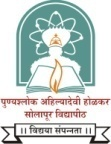 पुण्यश्लोक अहिल्यादेवी होळकर
सोलापूर विद्यापीठ
।। विद्यया संपन्नता ।।